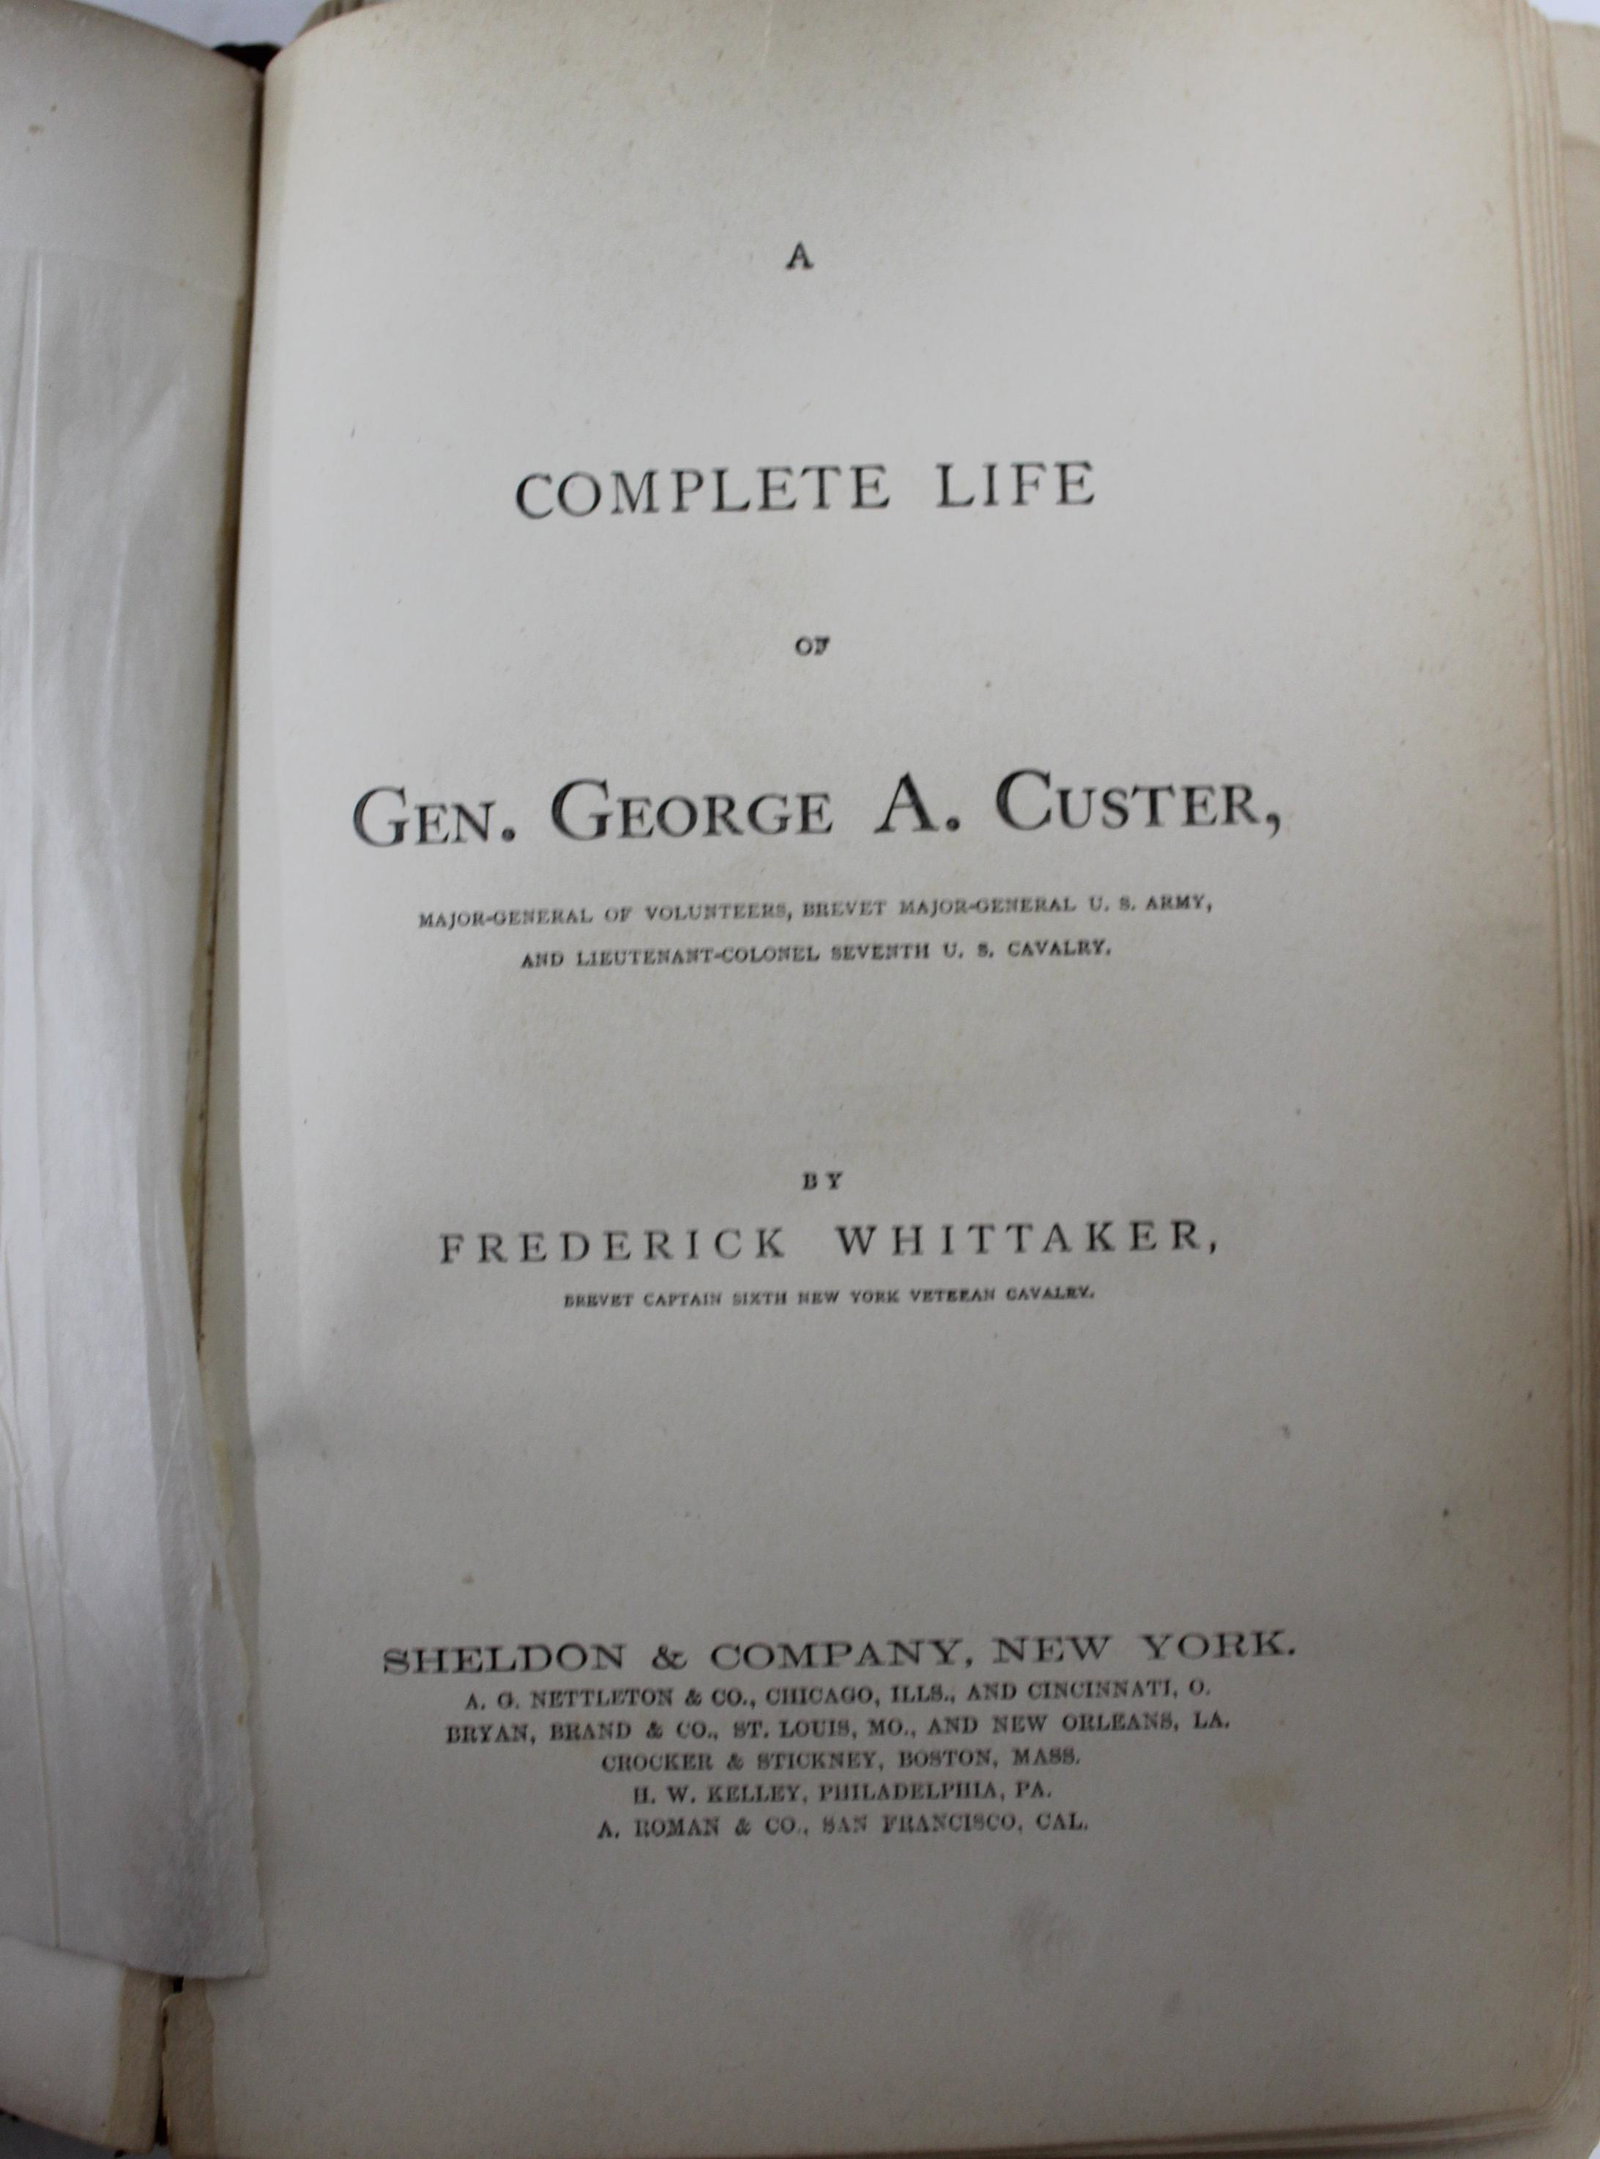 A
COMPLETE LIFE
OF
GEN. GEORGE A. CUSTER,
MAJOR-GENERAL OF VOLUNTEERS, BREVET MAJOR-GENERAL U. S. ARMY,
AND LIEUTENANT-COLONEL SEVENTH U. S. CAVALRY.
BY
FREDERICK WHITTAKER,
BREVET CAPTAIN SIXTH NEW YORK VETERAN CAVALRY.
SHELDON & COMPANY, NEW YORK.
A. G. NETTLETON & CO., CHICAGO, ILLS., AND CINCINNATI, O.
BRYAN, BRAND & CO., ST. LOUIS, MO., AND NEW ORLEANS, LA.
CROCKER & STICKNEY, BOSTON, MASS.
H. W. KELLEY, PHILADELPHIA, PA.
A. ROMAN & CO., SAN FRANCISCO, CAL.